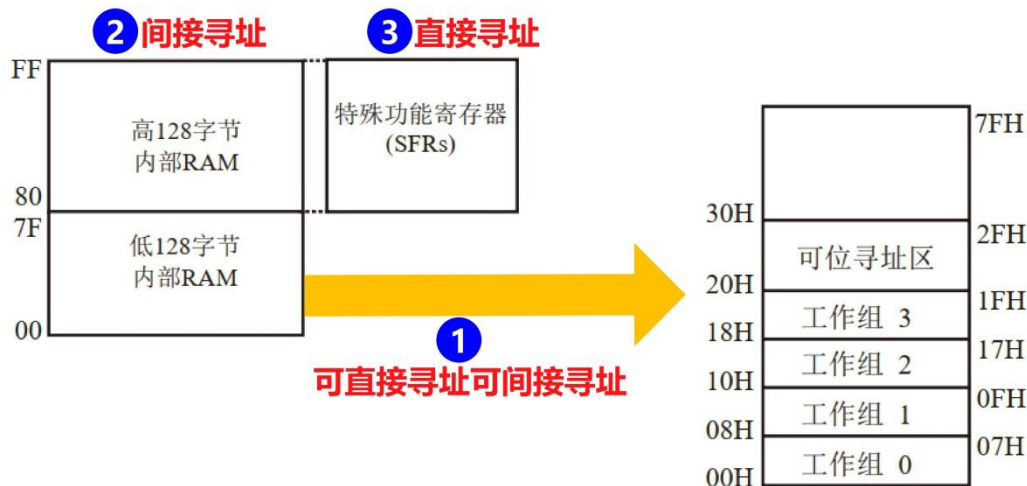 2 间接寻址
3 直接寻址
FF
高128字节
内部RAM
80
特殊功能寄存器
(SFRs)
7F
低128字节
内部RAM
00
1
可直接寻址可间接寻址
7FH
30H
可位寻址区
2FH
20H
工作组 3
1FH
18H
工作组 2
17H
10H
工作组 1
0FH
08H
工作组 0
07H
00H